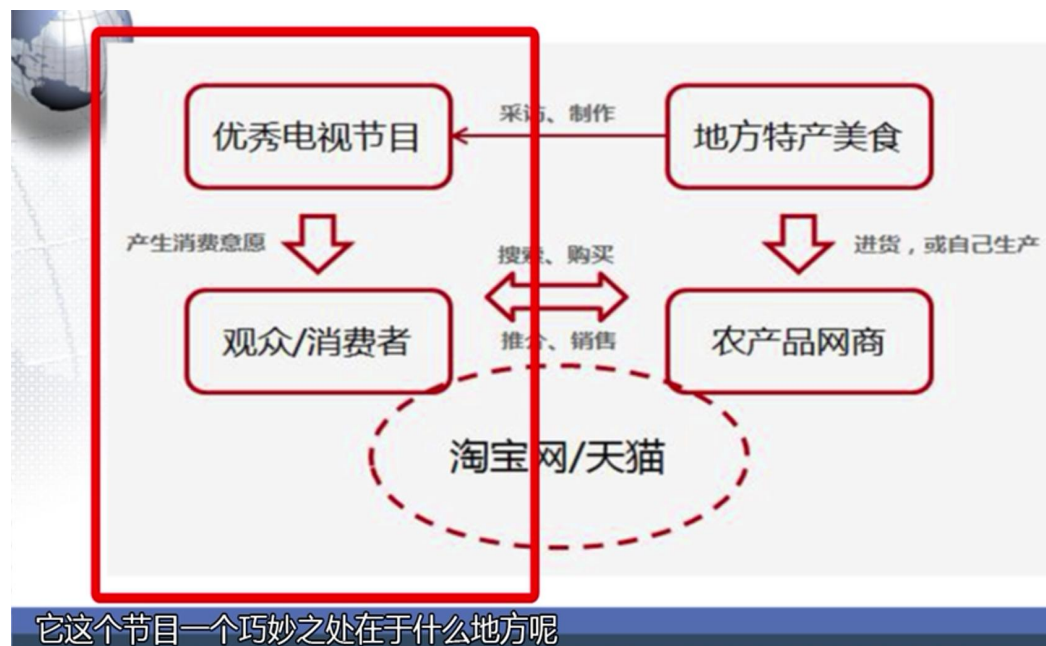 采访、制作
优秀电视节目
地方特产美食
产生消费意愿
进货，或自己生产
搜索、购买
观众/消费者
农产品网商
推介、销售
淘宝网/天猫
它这个节目一个巧妙之处在于什么地方呢